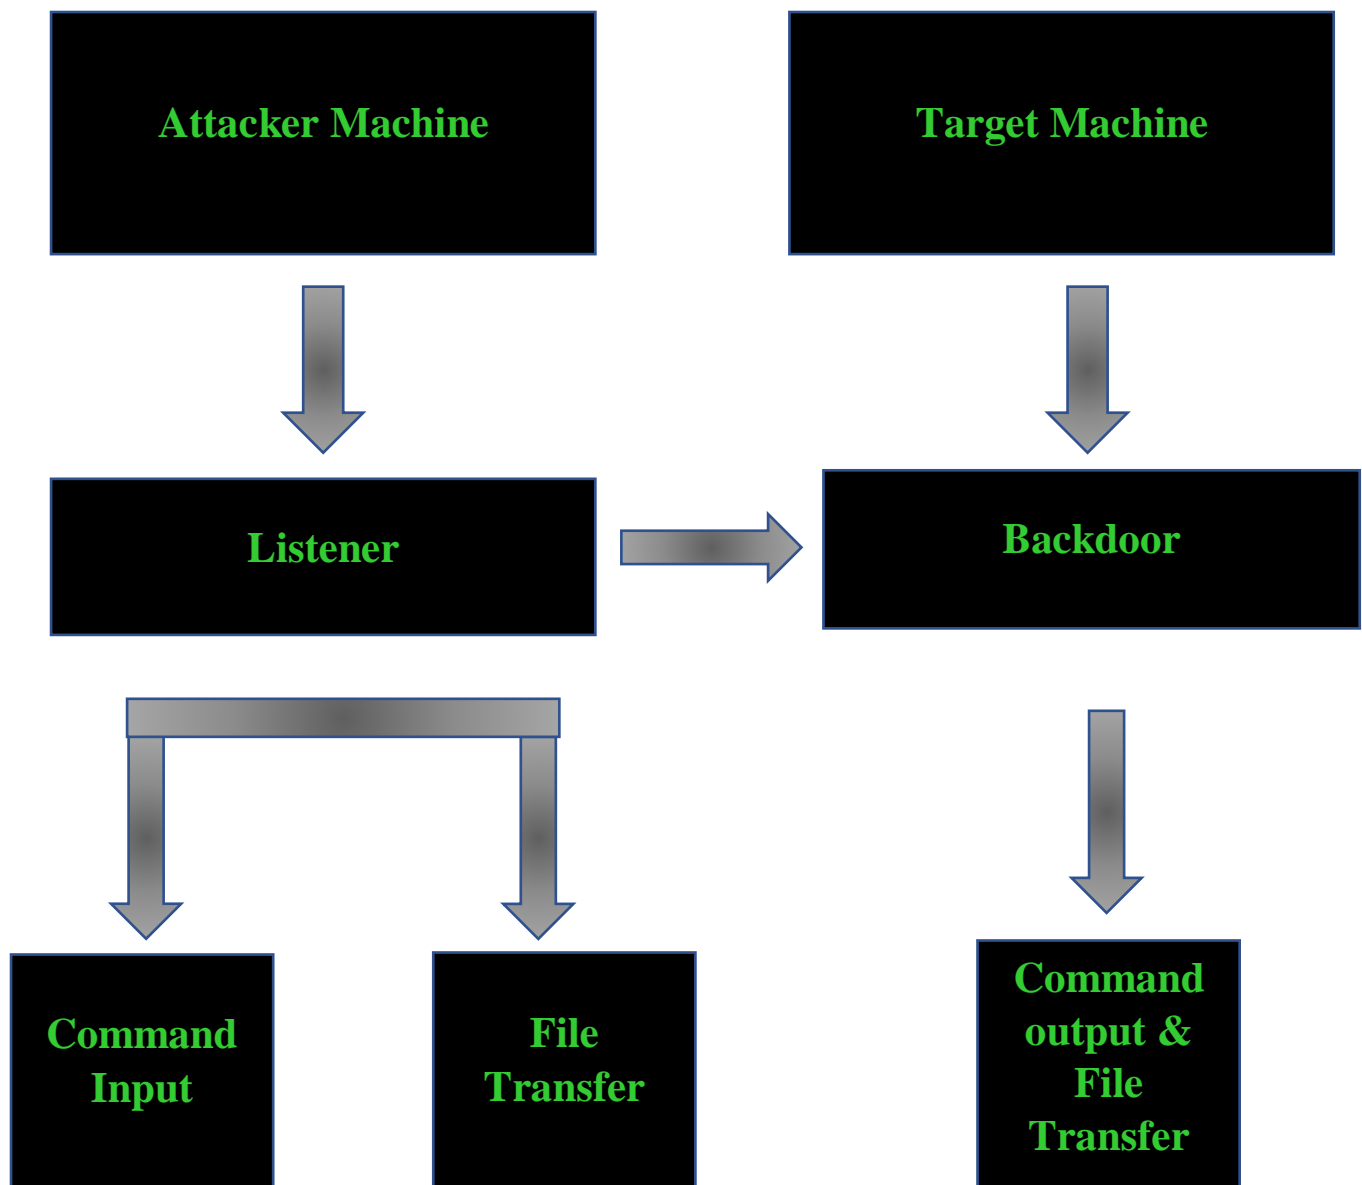 Attacker Machine
Target Machine
Listener
Backdoor
Command
Input
File
Transfer
Command
output &
File
Transfer